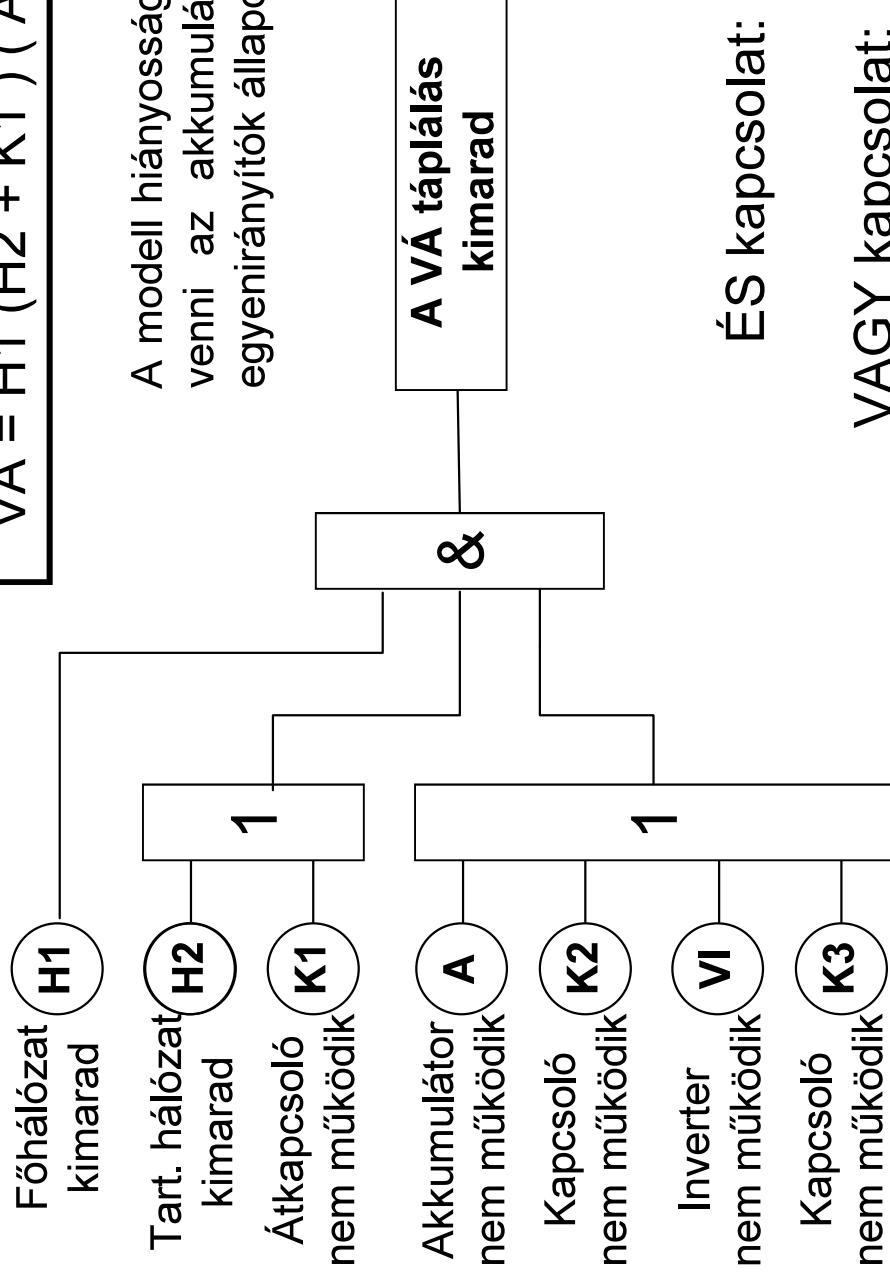 VA = H1 (H2 + K1 ) ( A
Főhálózat
kimarad
H1
A modell hiányosság
venni az akkumulá
egyenirányítók állapo
Tart. hálózat
kimarad
H2
1
Átkapcsoló
nem működik
K1
&
A VÁ táplálás
kimarad
Akkumulátor
nem működik
A
Kapcsoló
nem működik
K2
1
Inverter
nem működik
VI
ÉS kapcsolat:
Kapcsoló
nem működik
K3
VAGY kapcsolat: